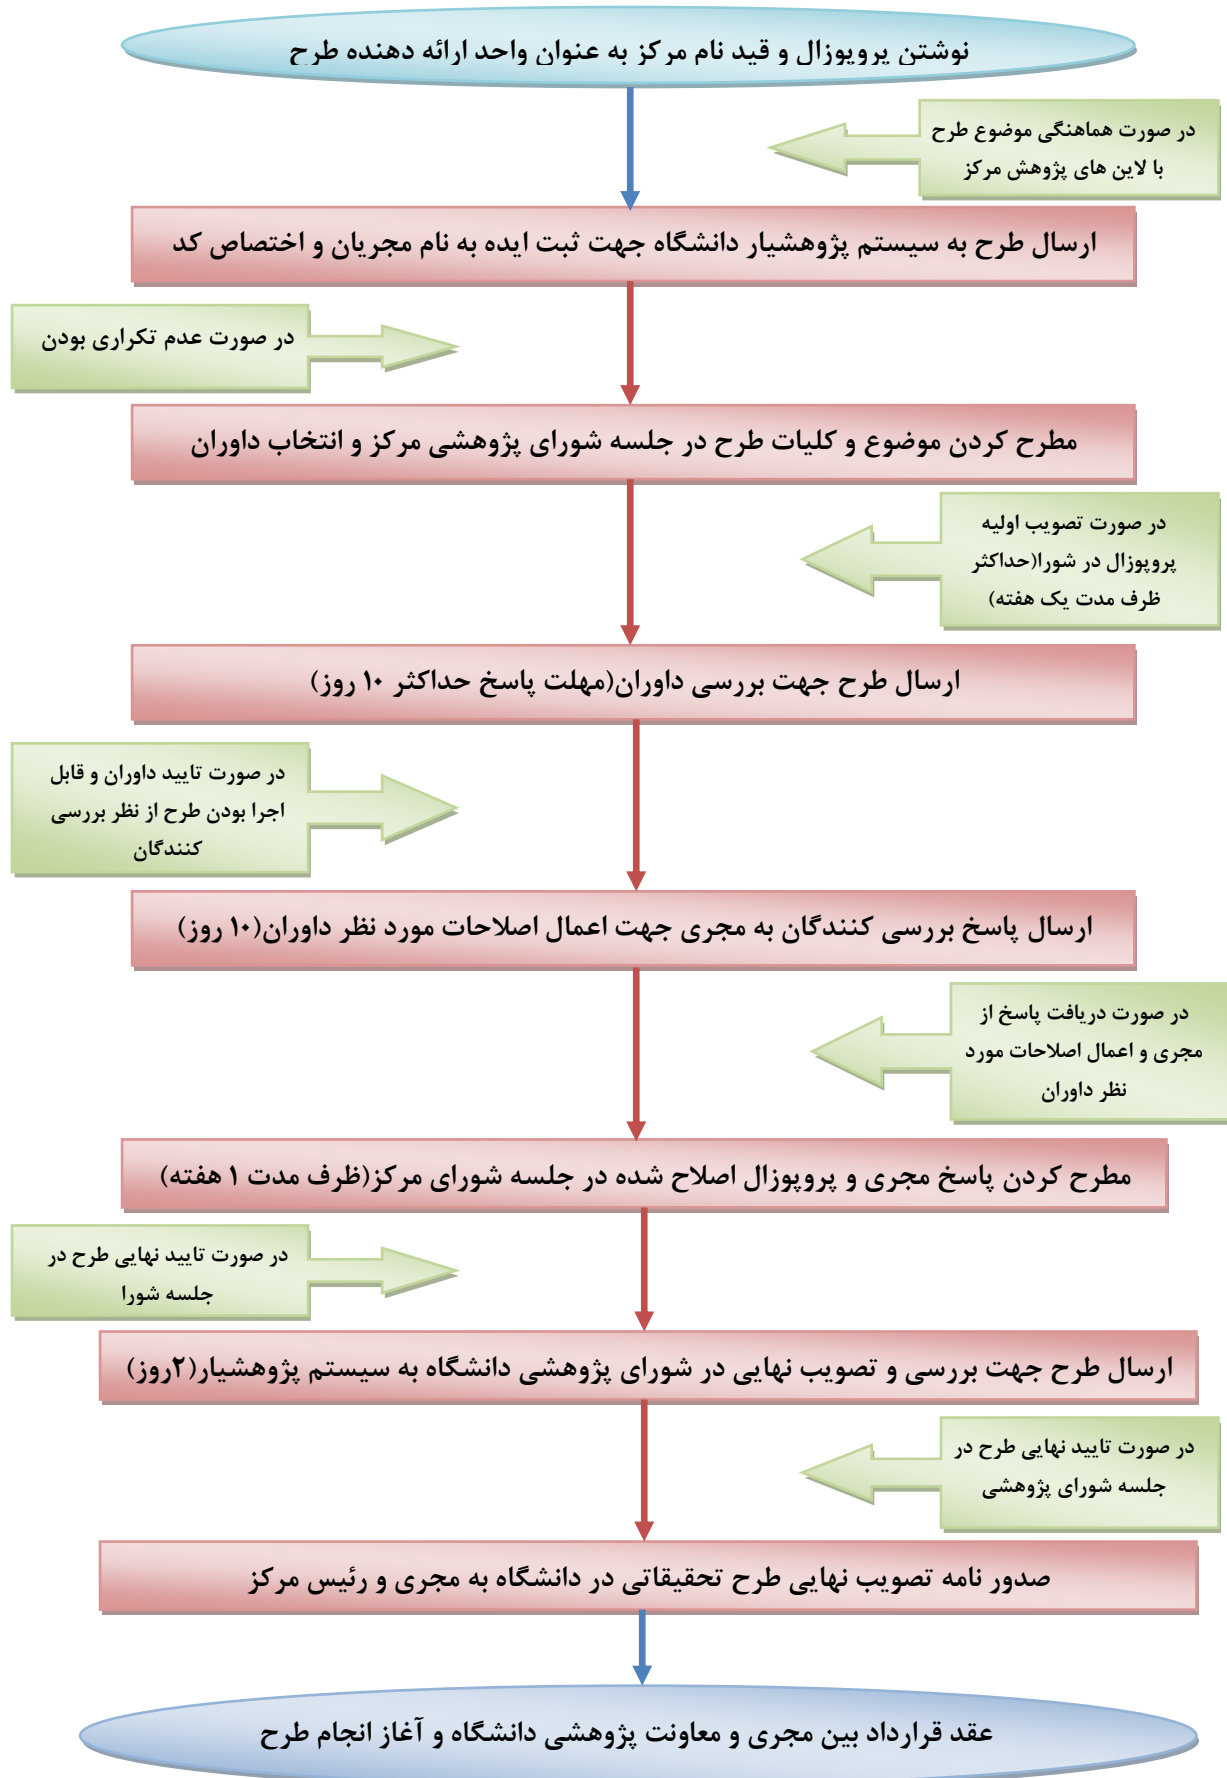 نوشتن پروپوزال و قید نام مرکز به عنوان واحد ارائه دهنده طرح
در صورت هماهنگی موضوع طرح
با لاین های پژوهش مرکز
ارسال طرح به سیستم پژوهشیار دانشگاه جهت ثبت ایده به نام مجریان و اختصاص کد
در صورت عدم تکراری بودن
مطرح کردن موضوع و کلیات طرح در جلسه شورای پژوهشی مرکز و انتخاب داوران
در صورت تصویب اولیه
پروپوزال در شورا(حداکثر
ظرف مدت یک هفته)
ارسال طرح جهت بررسی داوران(مهلت پاسخ حداکثر ۱۰ روز)
در صورت تایید داوران و قابل
اجرا بودن طرح از نظر بررسی
کنندگان
ارسال پاسخ بررسی کنندگان به مجری جهت اعمال اصلاحات مورد نظر داوران(۱۰ روز)
در صورت دریافت پاسخ از
مجری و اعمال اصلاحات مورد
نظر داوران
مطرح کردن پاسخ مجری و پروپوزال اصلاح شده در جلسه شورای مرکز(ظرف مدت ۱ هفته)
در صورت تایید نهایی طرح در
جلسه شورا
ارسال طرح جهت بررسی و تصویب نهایی در شورای پژوهشی دانشگاه به سیستم پژوهشیار(۲روز)
در صورت تایید نهایی طرح در
جلسه شورای پژوهشی
صدور نامه تصویب نهایی طرح تحقیقاتی در دانشگاه به مجری و رئیس مرکز
عقد قرارداد بین مجری و معاونت پژوهشی دانشگاه و آغاز انجام طرح